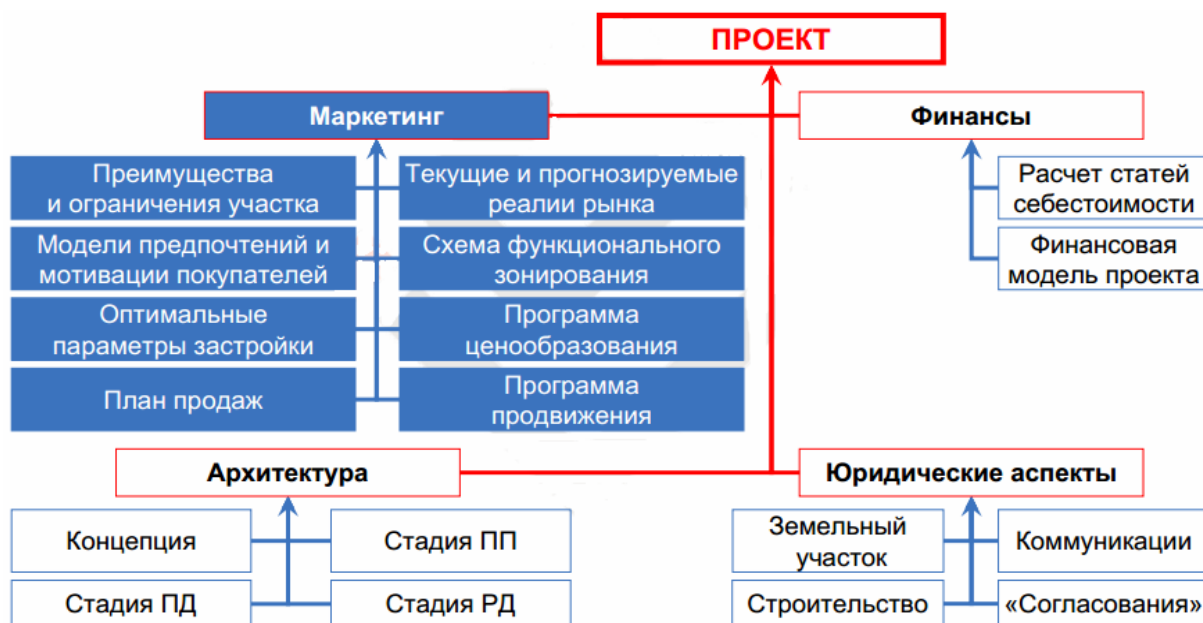 ПРОЕКТ
Маркетинг
Финансы
Преимущества
и ограничения участка
Текущие и прогнозируемые
реалии рынка
Расчет статей
себестоимости
Модели предпочтений и
мотивации покупателей
Схема функционального
зонирования
Финансовая
модель проекта
Оптимальные
параметры застройки
Программа
ценообразования
План продаж
Программа
продвижения
Архитектура
Юридические аспекты
Концепция
Стадия ПП
Земельный
участок
Коммуникации
Стадия ПД
Стадия РД
Строительство
«Согласования»